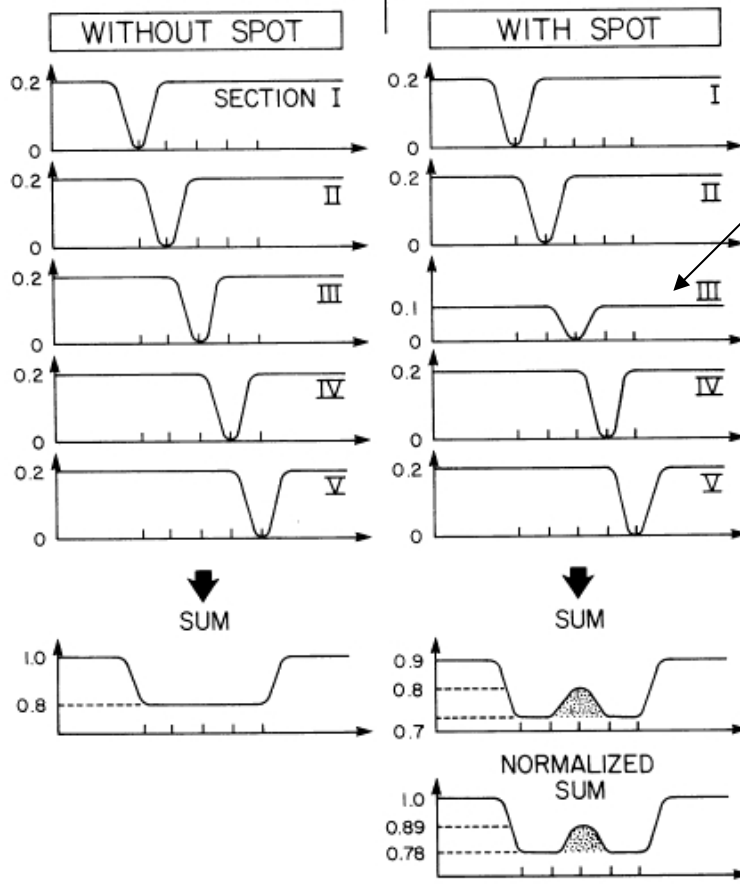 WITHOUT SPOT
0.2
SECTION I
0
0.2
II
0
0.2
III
0
0.2
IV
0
0.2
V
0
SUM
1.0
0.8
WITH SPOT
0.2
I
0
0.2
II
0
III
0.1
0
0.2
IV
0
0.2
V
0
SUM
0.9
0.8
0.7
NORMALIZED
SUM
1.0
0.89
0.78